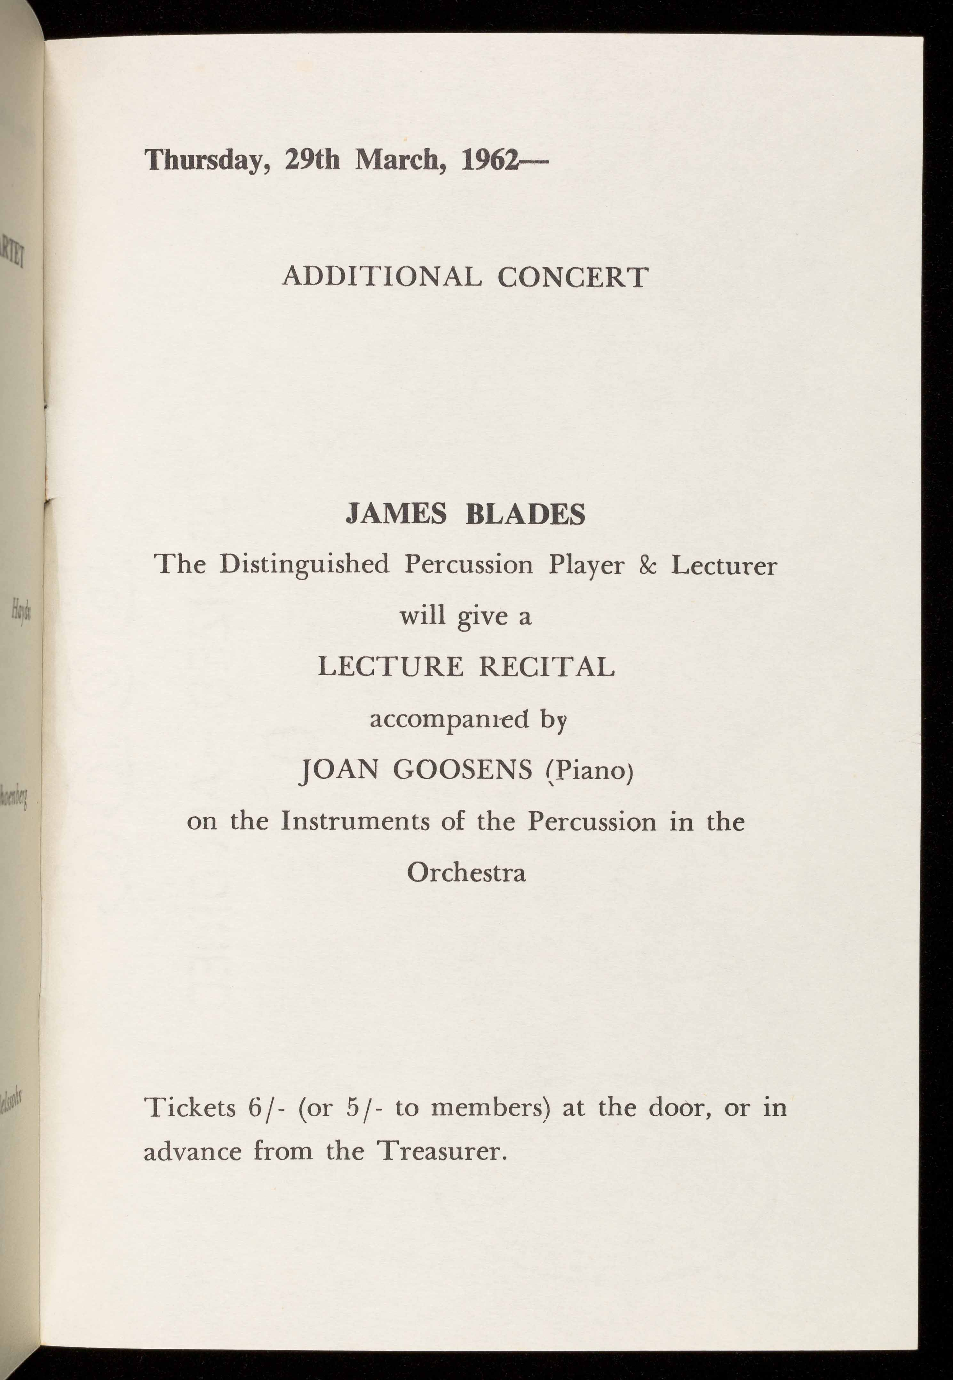 Thursday, 29th March, 1962—
ADDITIONAL CONCERT
JAMES BLADES
The Distinguished Percussion Player & Lecturer
will give a
LECTURE RECITAL
accompanied by
JOAN GOOSENS (Piano)
on the Instruments of the Percussion in the
Orchestra
Tickets 6/- (or 5/- to members) at the door, or in
advance from the Treasurer.